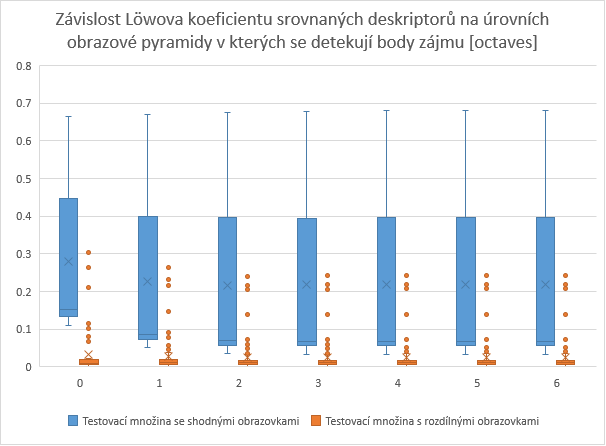 Závislost Löwova koeficientu srovnaných deskriptorů na úrovních
obrazové pyramidy v kterých se detekují body zájmu [octaves]
0.8
0.7
0.6
0.5
0.4
0.3
0.2
0.1
0
0 1 2 3 4 5 6
Testovací množina se shodnými obrazovkami Testovací množina s rozdílnými obrazovkami